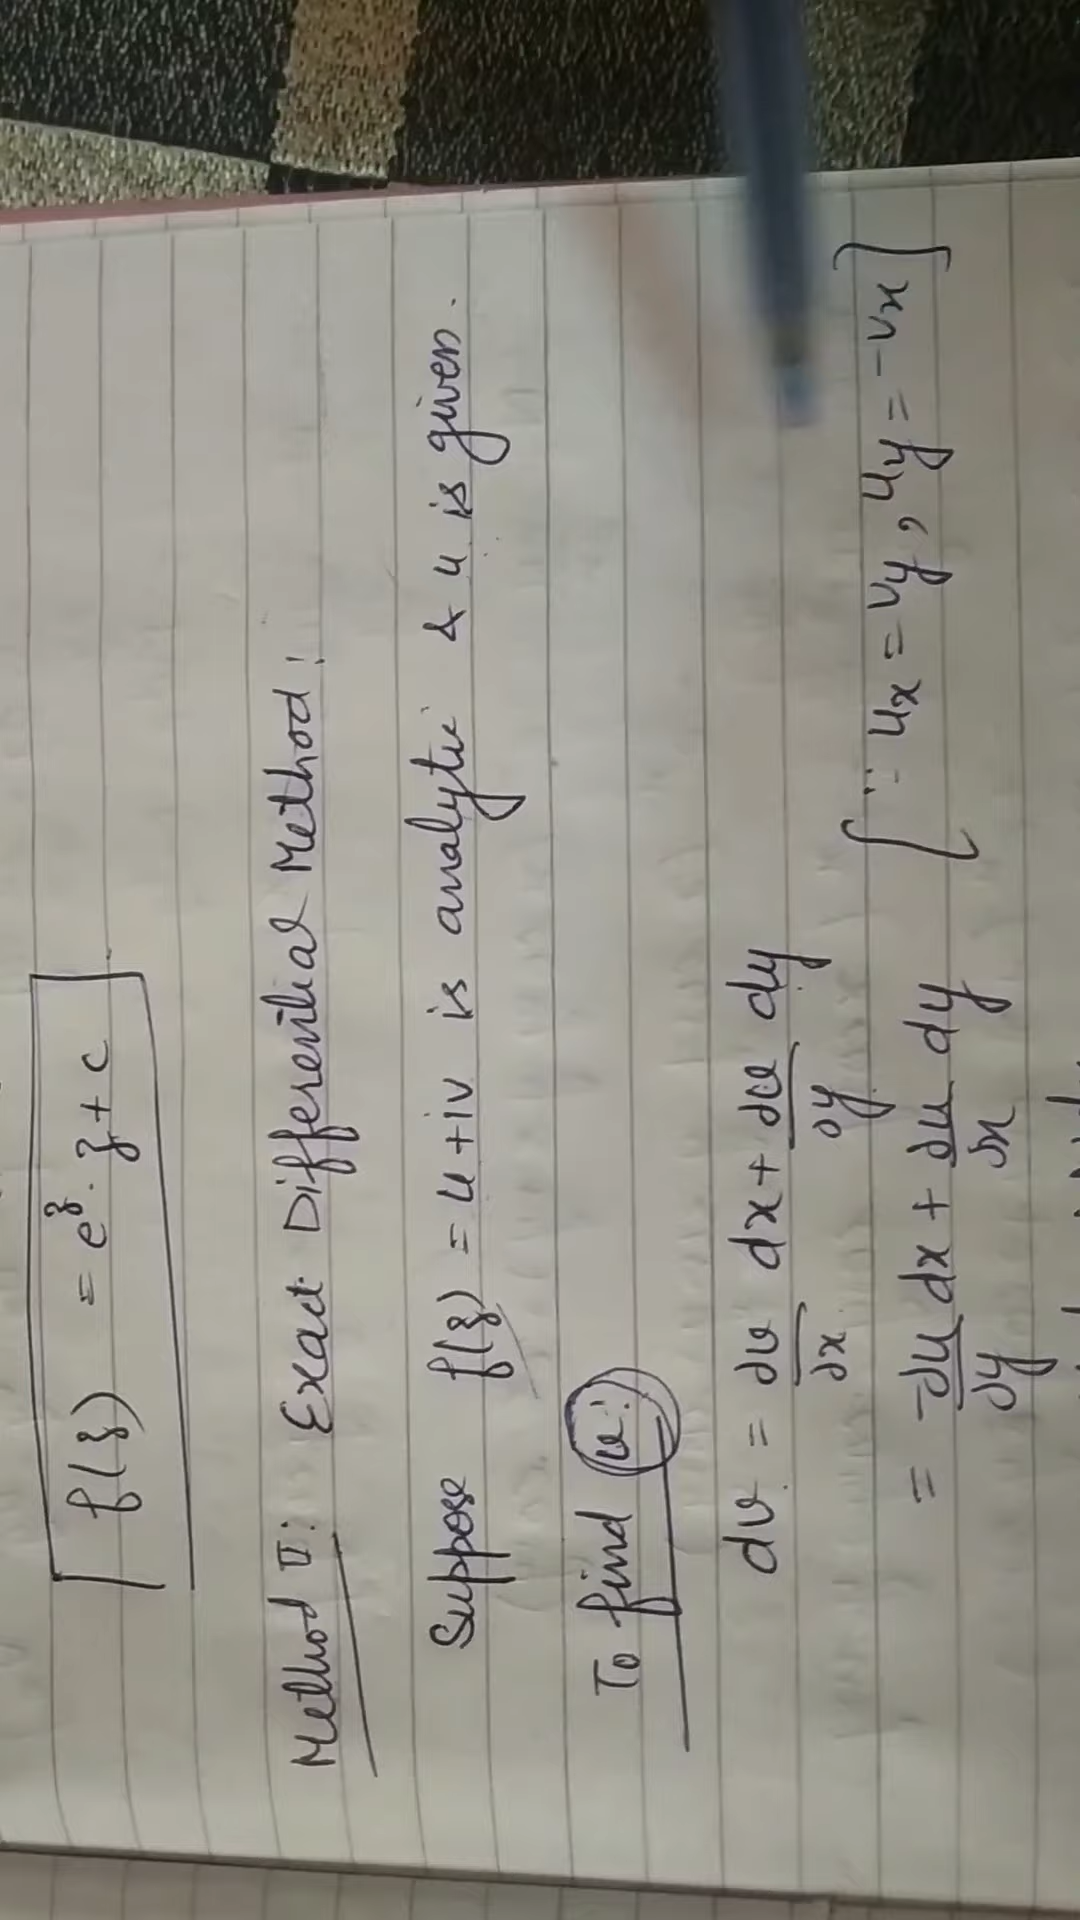 f(z) = e^z. z + c
Method II: Exact Differential Method:
Suppose f(z) = u + iv is analytic & u is given.
To find v:
dv = ∂v/∂x dx + ∂v/∂y dy
= -∂u/∂y dx + ∂u/∂x dy [∵ ux = vy, uy = -vx]